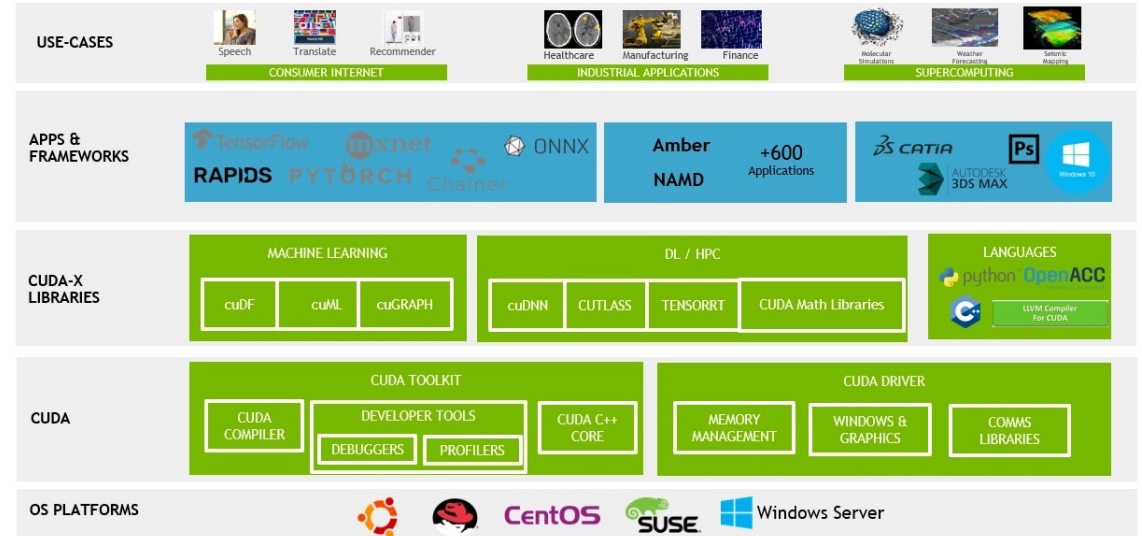 USE-CASES
Speech
Translate
Recommender
CONSUMER INTERNET
Healthcare
Manufacturing
Finance
INDUSTRIAL APPLICATIONS
Molecular
Simulations
Weather
Forecasting
Seismic
Mapping
SUPERCOMPUTING
APPS &
FRAMEWORKS
TensorFlow
mxnet
ONNX
RAPIDS
PYTORCH
Chainer
Amber
NAMD
+600
Applications
CATIA
Ps
AUTODESK
3DS MAX
Windows 10
CUDA-X
LIBRARIES
MACHINE LEARNING
cuDF
cuML
cuGRAPH
DL / HPC
cuDNN
CUTLASS
TENSORRT
CUDA Math Libraries
LANGUAGES
python
OpenACC
C++
LLVM Compiler
For CUDA
CUDA
CUDA TOOLKIT
CUDA
COMPILER
DEVELOPER TOOLS
DEBUGGERS
PROFILERS
CUDA C++
CORE
CUDA DRIVER
MEMORY
MANAGEMENT
WINDOWS &
GRAPHICS
COMMS
LIBRARIES
OS PLATFORMS
CentOS
SUSE
Windows Server